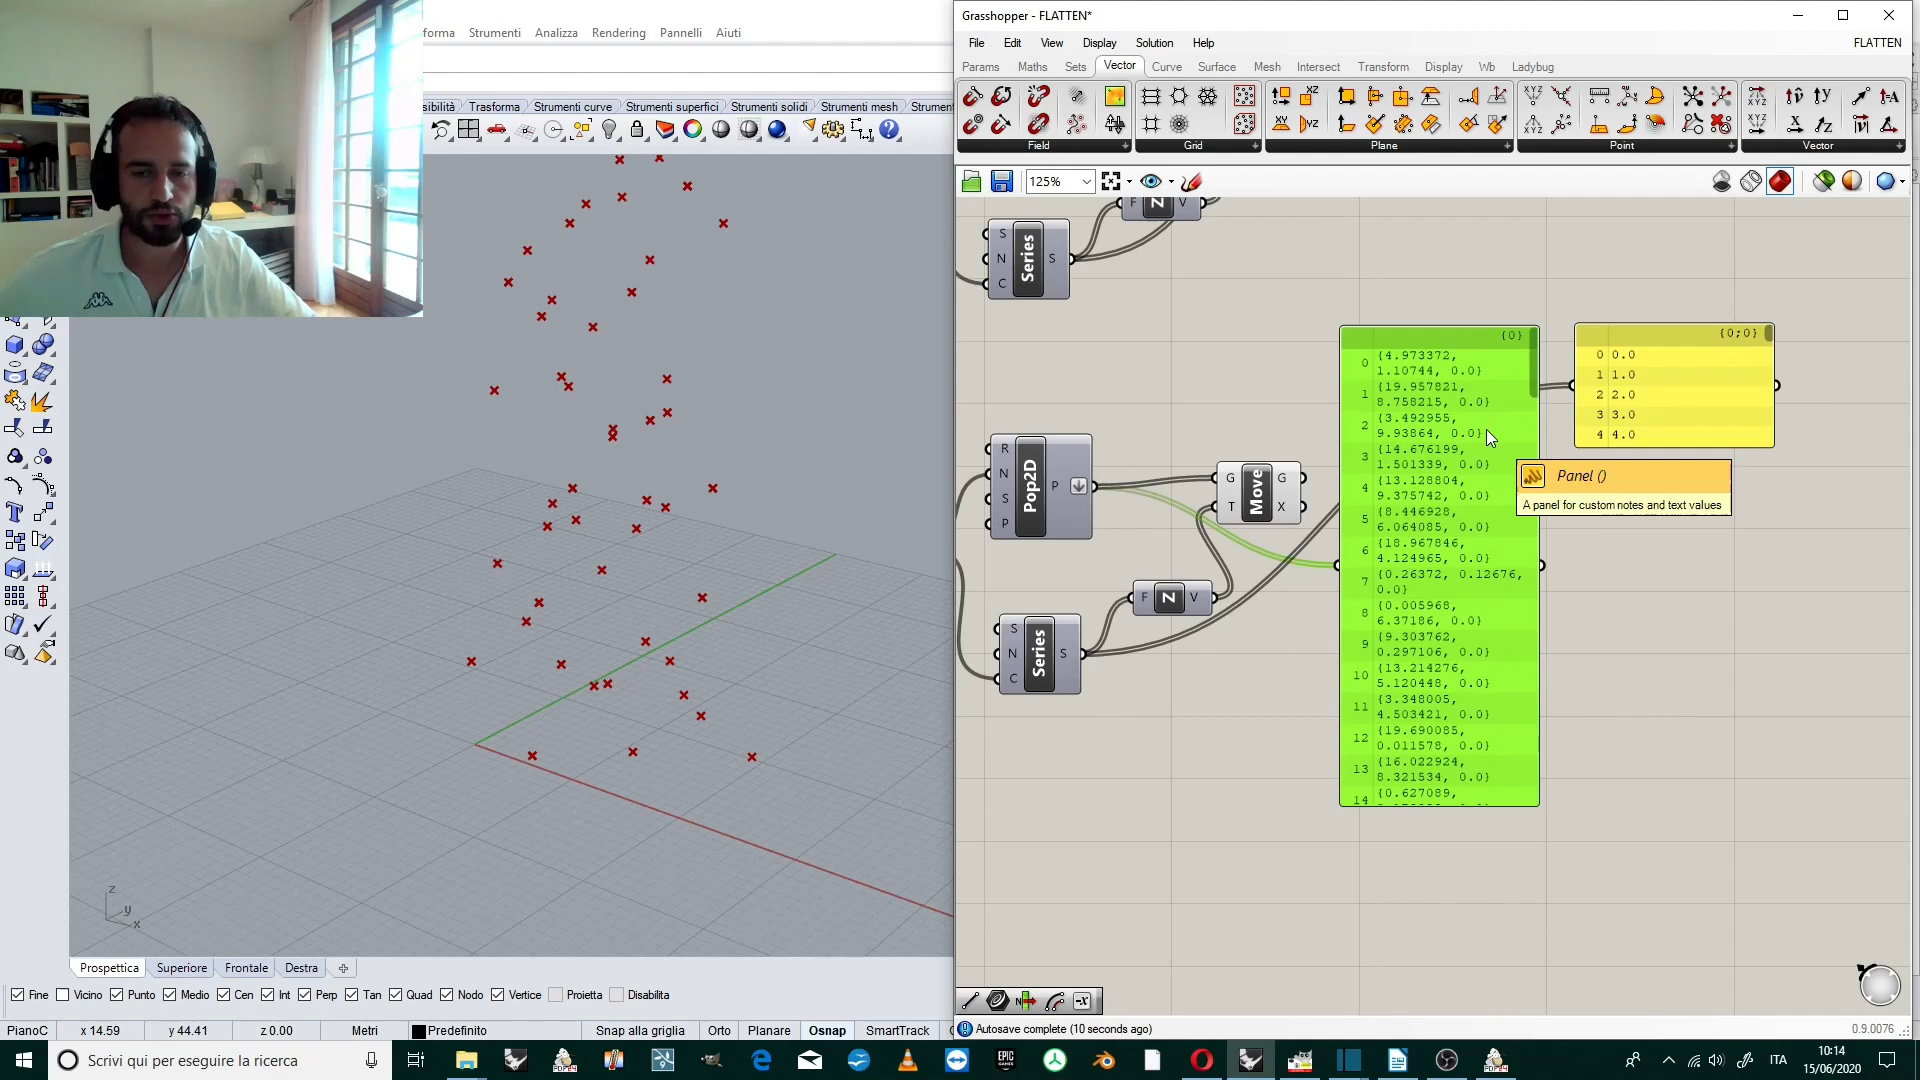 forma Strumenti Analizza Rendering Pannelli Aiuti
sibilità Trasforma Strumenti curve Strumenti superfici Strumenti solidi Strumenti mesh Strument
Prospettica Superiore Frontale Destra
Fine Vicino Punto Medio Cen Int Perp Tan Quad Nodo Vertice Proietta Disabilita
PianoC x 14.59 y 44.41 z 0.00 Metri Predefinito Snap alla griglia Orto Planare Osnap SmartTrack
z
y
x
Grasshopper - FLATTEN*
File Edit View Display Solution Help FLATTEN
Params Maths Sets Vector Curve Surface Mesh Intersect Transform Display Wb Ladybug
Field Grid Plane Point Vector
125%
F Z V
S
N
C
Series
S
R
N
S
P
Pop2D
P
G
T
Move
G
X
F Z V
S
N
C
Series
S
{0}
0 {4.973372,
1.10744, 0.0}
1 {19.957821,
8.758215, 0.0}
2 {3.492955,
9.93864, 0.0}
3 {14.676199,
1.501339, 0.0}
4 {13.128804,
9.375742, 0.0}
5 {8.446928,
6.064085, 0.0}
6 {18.967846,
4.124965, 0.0}
7 {0.26372, 0.12676,
0.0}
8 {0.005968,
6.37186, 0.0}
9 {9.303762,
0.297106, 0.0}
10 {13.214276,
5.120448, 0.0}
11 {3.348005,
4.503421, 0.0}
12 {19.690085,
0.011578, 0.0}
13 {16.022924,
8.321534, 0.0}
14 {0.627089,
{0;0}
0 0.0
1 1.0
2 2.0
3 3.0
4 4.0
Panel ()
A panel for custom notes and text values
Autosave complete (10 seconds ago) 0.9.0076
Scrivi qui per eseguire la ricerca
ITA
10:14
15/06/2020